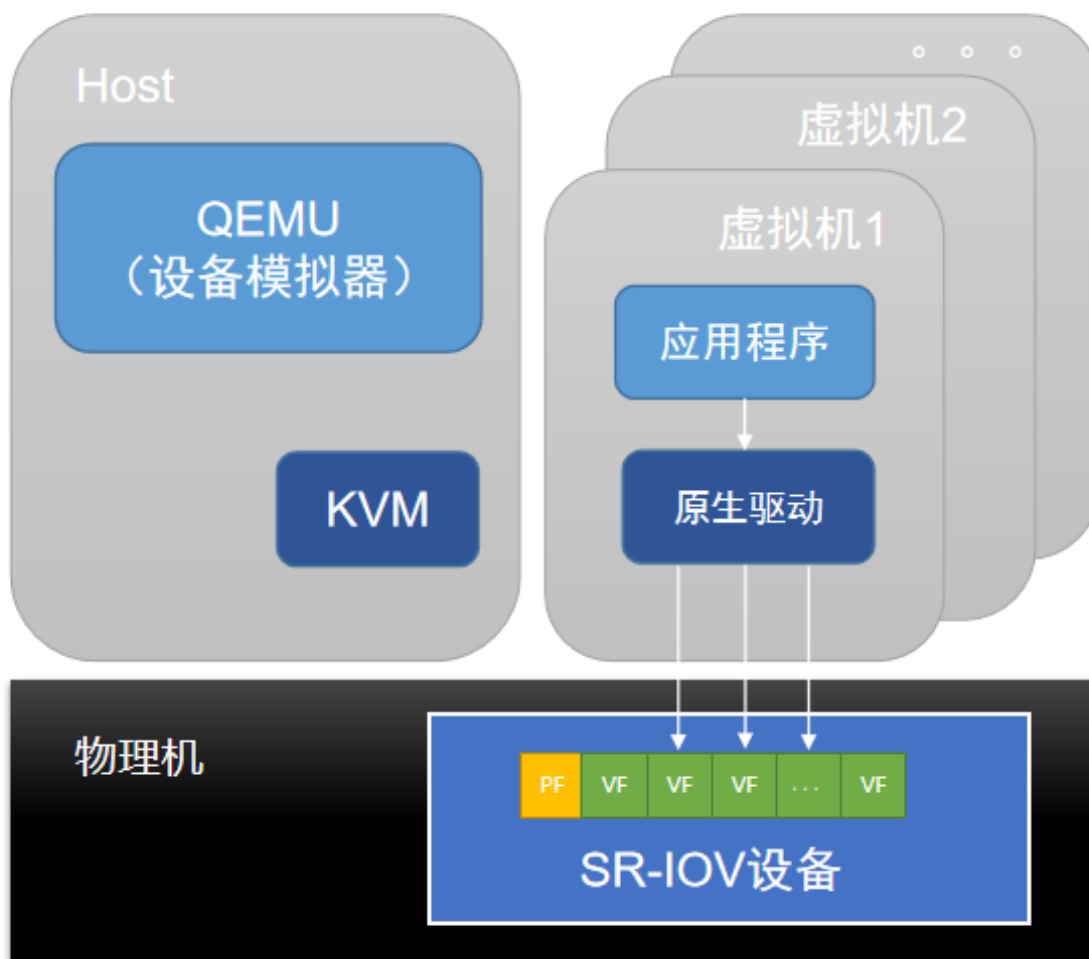 Host
QEMU
（设备模拟器）
KVM
。。。
虚拟机2
虚拟机1
应用程序
原生驱动
物理机
PF VF VF VF ... VF
SR-IOV设备